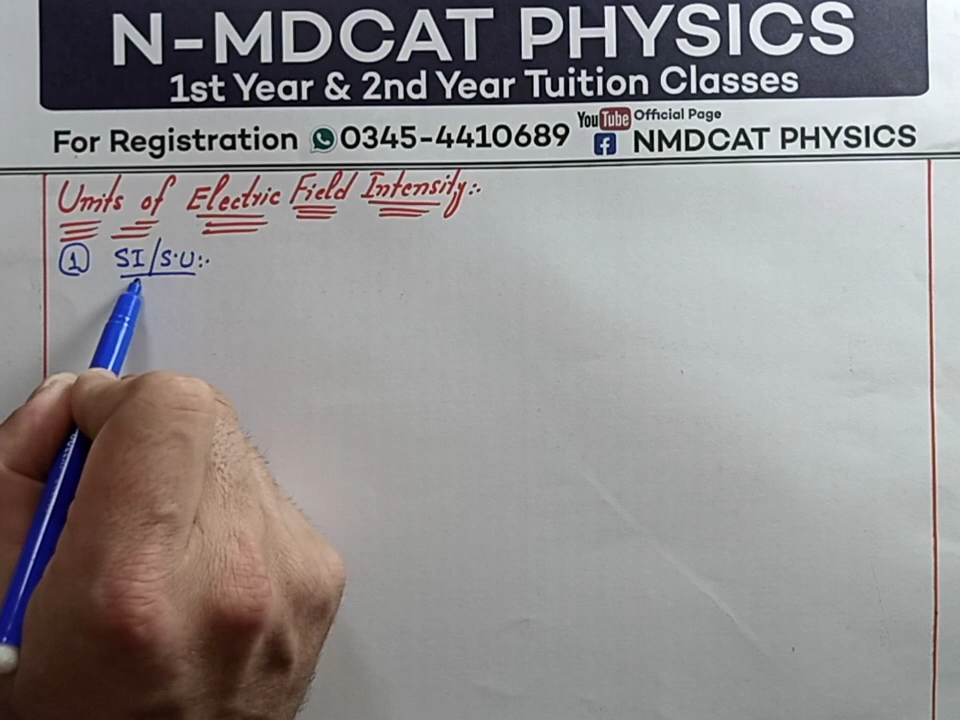 N-MDCAT PHYSICS
1st Year & 2nd Year Tuition Classes
For Registration 0345-4410689 YouTube Official Page
NMDCAT PHYSICS
Units of Electric Field Intensity:-
1 SI/S.U:-